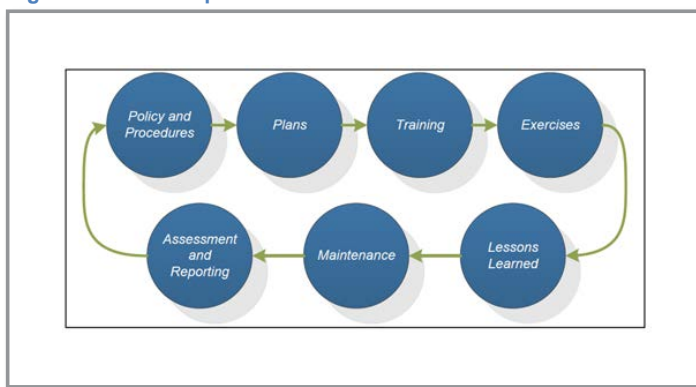 Policy and
Procedures
Plans
Training
Exercises
Assessment
and
Reporting
Maintenance
Lessons
Learned